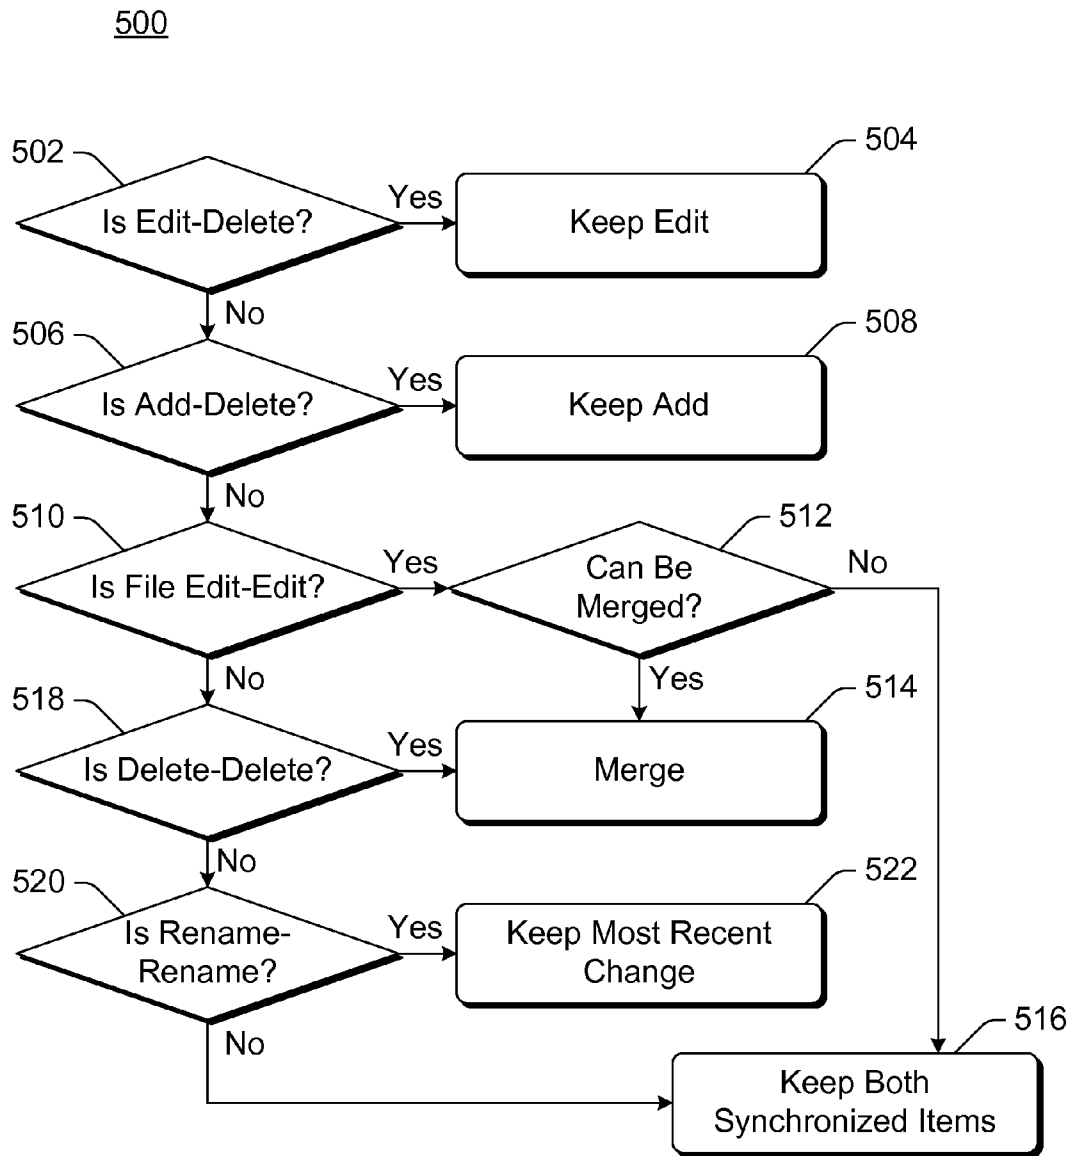 500
502
Is Edit-Delete?
Yes
504
Keep Edit
No
506
Is Add-Delete?
Yes
508
Keep Add
No
510
Is File Edit-Edit?
Yes
512
Can Be
Merged?
No
Yes
No
518
Is Delete-Delete?
Yes
514
Merge
No
520
Is Rename-
Rename?
Yes
522
Keep Most Recent
Change
No
516
Keep Both
Synchronized Items